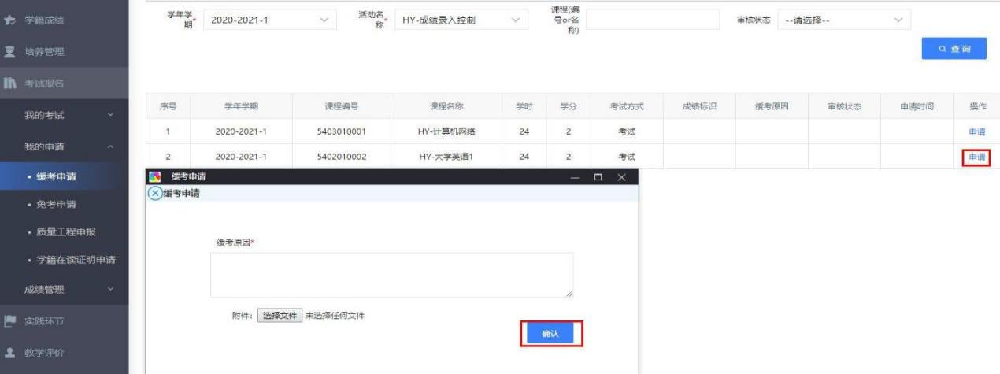 学籍成绩
培养管理
考试报名
我的考试
我的申请
• 缓考申请
• 免考申请
• 质量工程申报
• 学籍在读证明申请
成绩管理
实践环节
教学评价
学年学期* 2020-2021-1 活动名称* HY-成绩录入控制 课程(编号or名称) 审核状态 --请选择--
查询
序号 学年学期 课程编号 课程名称 学时 学分 考试方式 成绩标识 缓考原因 审核状态 申请时间 操作
1 2020-2021-1 5403010001 HY-计算机网络 24 2 考试 申请
2 2020-2021-1 5402010002 HY-大学英语1 24 2 考试 申请
缓考申请
缓考申请
缓考原因*
附件: 选择文件 未选择任何文件
确认